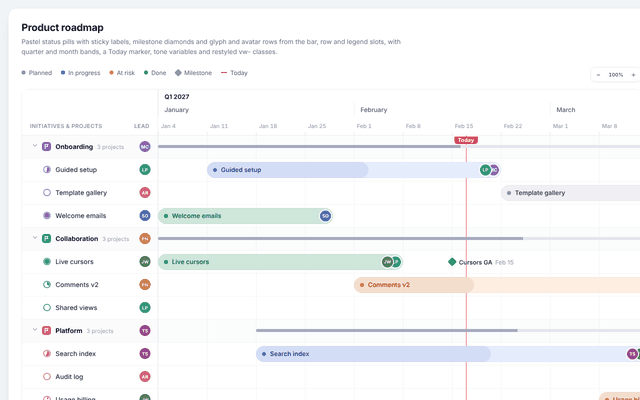 Product roadmap
Pastel status pills with sticky labels, milestone diamonds and glyph and avatar rows from the bar, row and legend slots, with
quarter and month bands, a Today marker, tone variables and restyled vw- classes.
Planned In progress At risk Done Milestone Today
− 100% +
Q1 2027
January February March
INITIATIVES & PROJECTS LEAD Jan 4 Jan 11 Jan 18 Jan 25 Feb 1 Feb 8 Feb 15 Feb 22 Mar 1 Mar 8
Today
Onboarding 3 projects MC
Guided setup LP Guided setup LP MC
Template gallery AR Template gallery
Welcome emails SO Welcome emails SO
Collaboration 3 projects FN
Live cursors JW Live cursors JW LP Cursors GA Feb 15
Comments v2 FN Comments v2
Shared views LP
Platform 3 projects TS
Search index TS Search index TS
Audit log AR
Usage billing